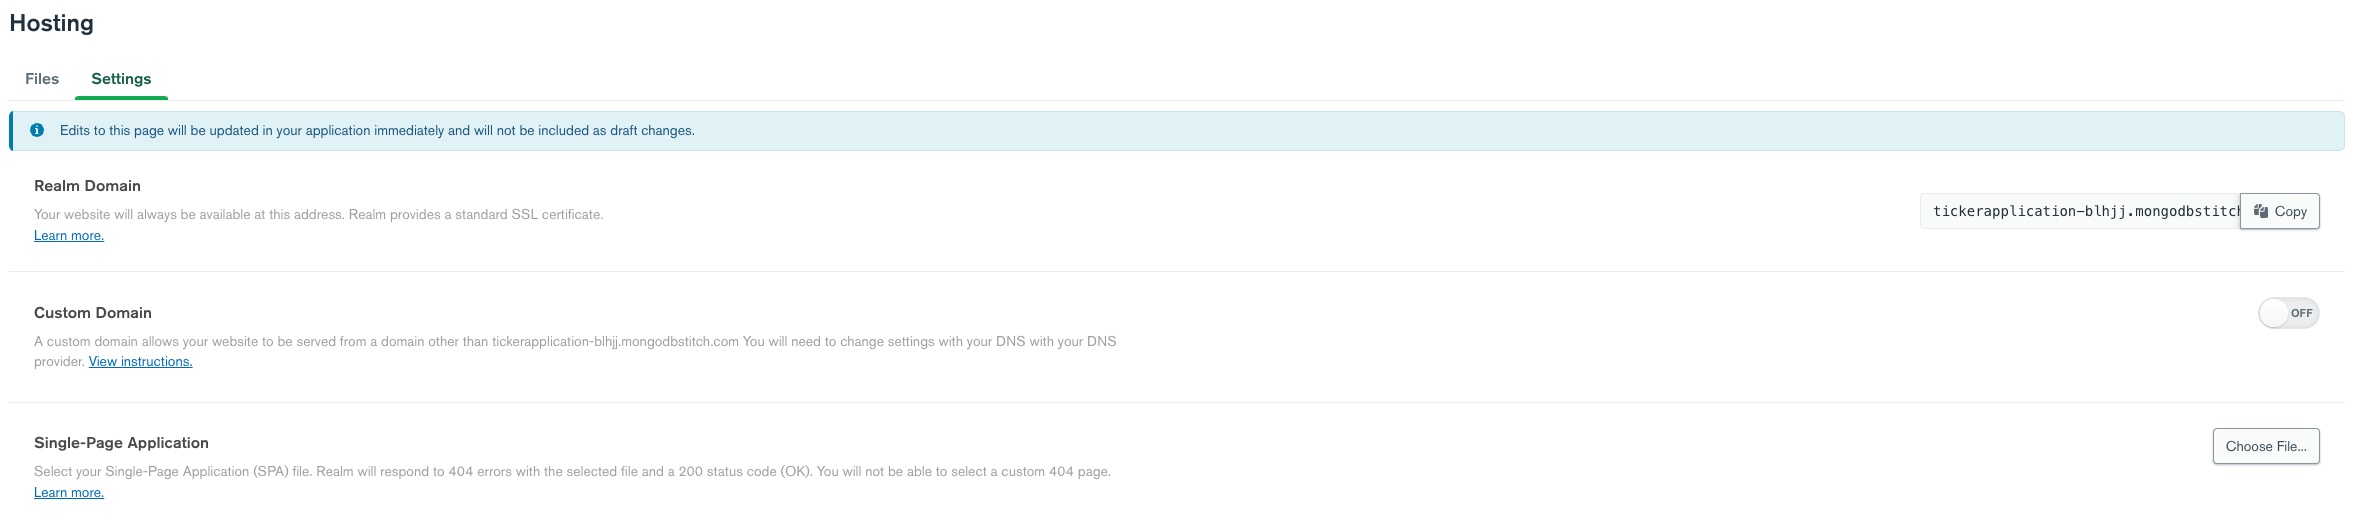 Hosting
Files Settings
Edits to this page will be updated in your application immediately and will not be included as draft changes.
Realm Domain
Your website will always be available at this address. Realm provides a standard SSL certificate.
Learn more.
tickerapplication-blhjj.mongodbstitch Copy
Custom Domain
OFF
A custom domain allows your website to be served from a domain other than tickerapplication-blhjj.mongodbstitch.com You will need to change settings with your DNS with your DNS
provider. View instructions.
Single-Page Application
Choose File...
Select your Single-Page Application (SPA) file. Realm will respond to 404 errors with the selected file and a 200 status code (OK). You will not be able to select a custom 404 page.
Learn more.